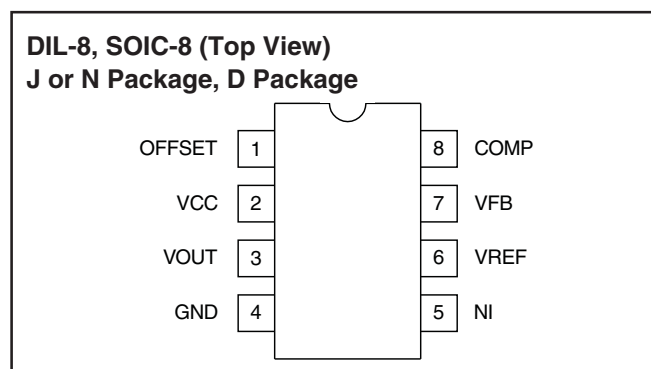 DIL-8, SOIC-8 (Top View)
J or N Package, D Package
OFFSET 1 8 COMP
VCC 2 7 VFB
VOUT 3 6 VREF
GND 4 5 NI